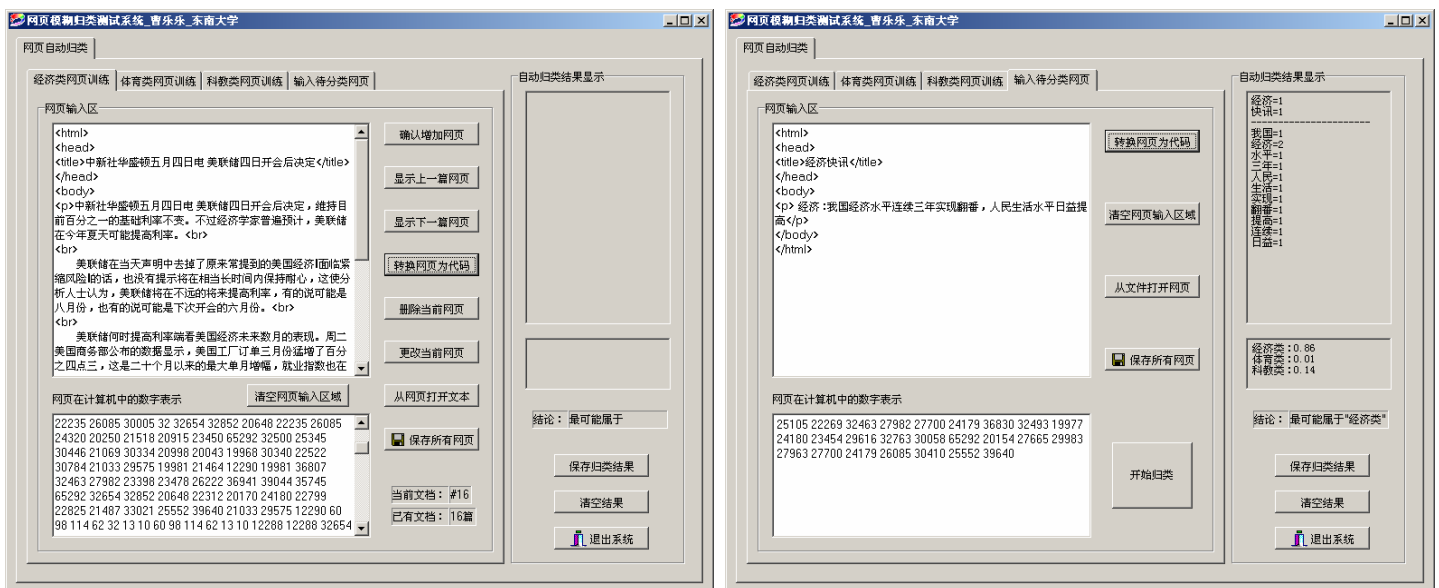 网页模糊归类测试系统_曹乐乐_东南大学
网页自动归类
经济类网页训练
体育类网页训练
科教类网页训练
输入待分类网页
网页输入区
<html>
<head>
<title>中新社华盛顿五月四日电 美联储四日开会后决定</title>
</head>
<body>
<p>中新社华盛顿五月四日电 美联储四日开会后决定，维持目
前百分之一的基础利率不变。不过经济学家普遍预计，美联储
在今年夏天可能提高利率。<br>
<br>
美联储在当天声明中去掉了原来常提到的美国经济|面临紧
缩风险|的话，也没有提示将在相当长时间内保持耐心，这使分
析人士认为，美联储将在不远的将来提高利率，有的说可能是
八月份，也有的说可能是下次开会的六月份。<br>
<br>
美联储何时提高利率端看美国经济未来数月的表现。周二
美国商务部公布的数据显示，美国工厂订单三月份猛增了百分
之四点三，这是二十个月以来的最大单月增幅，就业指数也在
确认增加网页
显示上一篇网页
显示下一篇网页
转换网页为代码
删除当前网页
更改当前网页
从网页打开文本
保存所有网页
当前文档： #16
已有文档： 16篇
网页在计算机中的数字表示
清空网页输入区域
22235 26085 30005 32 32654 32852 20648 22235 26085
24320 20250 21518 20915 23450 65292 32500 25345
30446 21069 30334 20998 20043 19968 30340 22522
30784 21033 29575 19981 21464 12290 19981 36807
32463 27982 23398 23478 26222 36941 39044 35745
65292 32654 32852 20648 22312 20170 24180 22799
22825 21487 33021 25552 39640 21033 29575 12290 60
98 114 62 32 13 10 60 98 114 62 13 10 12288 12288 32654
自动归类结果显示
结论： 最可能属于
保存归类结果
清空结果
退出系统
网页模糊归类测试系统_曹乐乐_东南大学
网页自动归类
经济类网页训练
体育类网页训练
科教类网页训练
输入待分类网页
网页输入区
<html>
<head>
<title>经济快讯</title>
</head>
<body>
<p> 经济：我国经济水平连续三年实现翻番，人民生活水平日益提
高</p>
</body>
</html>
转换网页为代码
清空网页输入区域
从文件打开网页
保存所有网页
网页在计算机中的数字表示
25105 22269 32463 27982 27700 24179 36830 32493 19977
24180 23454 29616 32763 30058 65292 20154 27665 29983
27963 27700 24179 26085 30410 25552 39640
开始归类
自动归类结果显示
经济=1
快讯=1
----------------------
我国=1
经济=2
水平=1
三年=1
人民=1
生活=1
实现=1
翻番=1
提高=1
连续=1
日益=1
经济类:0.86
体育类:0.01
科教类:0.14
结论： 最可能属于"经济类"
保存归类结果
清空结果
退出系统